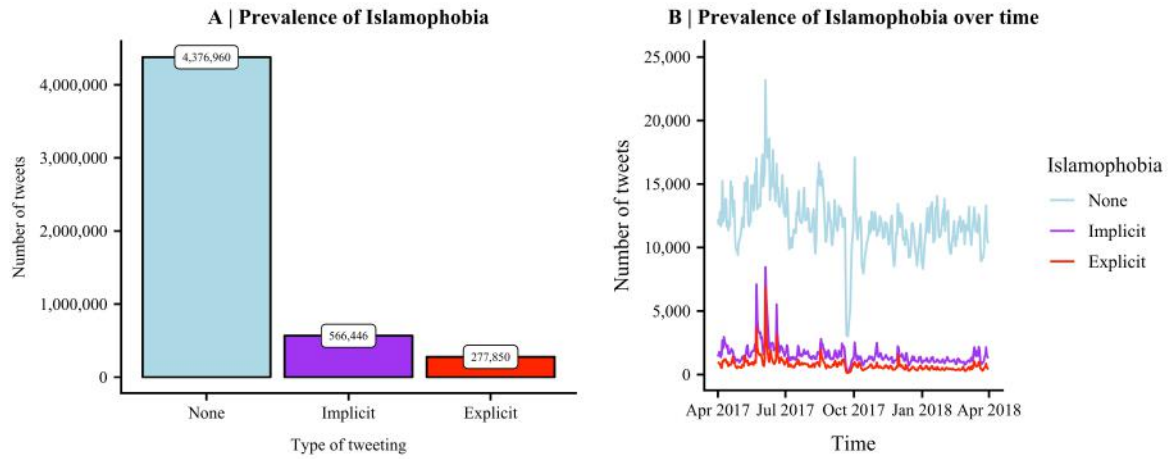 A | Prevalence of Islamophobia
Number of tweets
4,000,000
3,000,000
2,000,000
1,000,000
0
4,376,960
566,446
277,850
None
Implicit
Explicit
Type of tweeting
B | Prevalence of Islamophobia over time
Number of tweets
25,000
20,000
15,000
10,000
5,000
0
Apr 2017
Jul 2017
Oct 2017
Jan 2018
Apr 2018
Time
Islamophobia
None
Implicit
Explicit